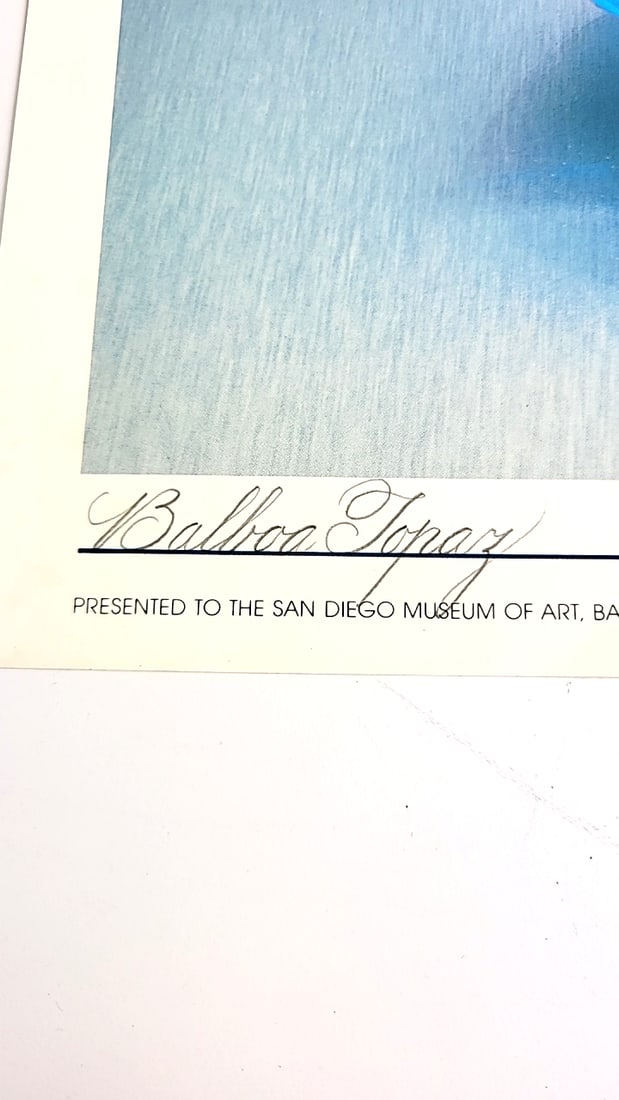 Balboa Topaz
PRESENTED TO THE SAN DIEGO MUSEUM OF ART, BA